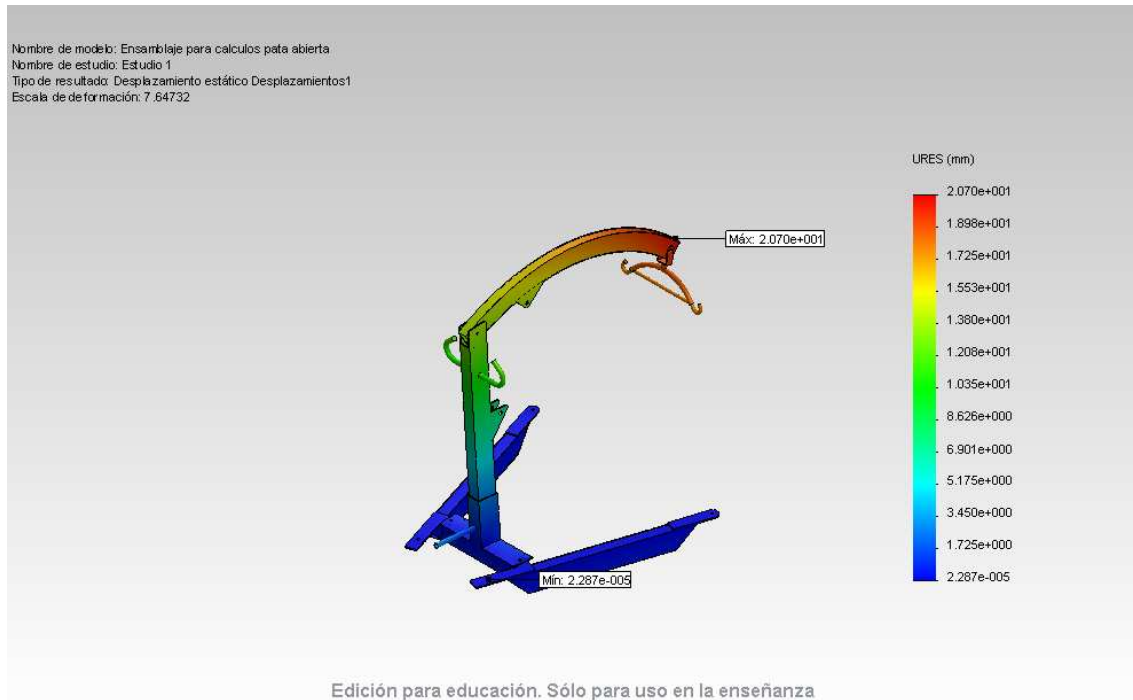 Nombre de modelo: Ensamblaje para calculos pata abierta
Nombre de estudio: Estudio 1
Tipo de resultado: Desplazamiento estático Desplazamientos1
Escala de deformación: 7.64732
URES (mm)
2.070e+001
1.898e+001
1.725e+001
1.553e+001
1.380e+001
1.208e+001
1.035e+001
8.626e+000
6.901e+000
5.175e+000
3.450e+000
1.725e+000
2.287e-005
Máx: 2.070e+001
Mín: 2.287e-005
Edición para educación. Sólo para uso en la enseñanza